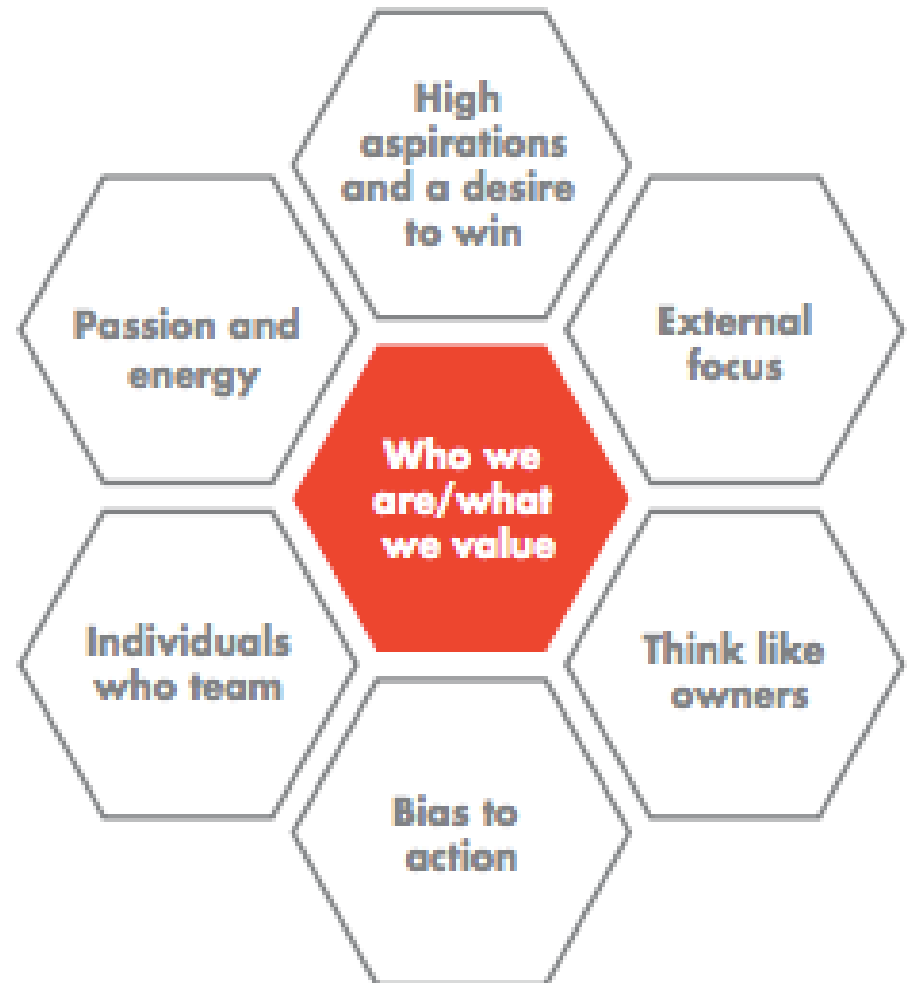 High
aspirations
and a desire
to win
Passion and
energy
External
focus
Who we
are/what
we value
Individuals
who team
Think like
owners
Bias to
action